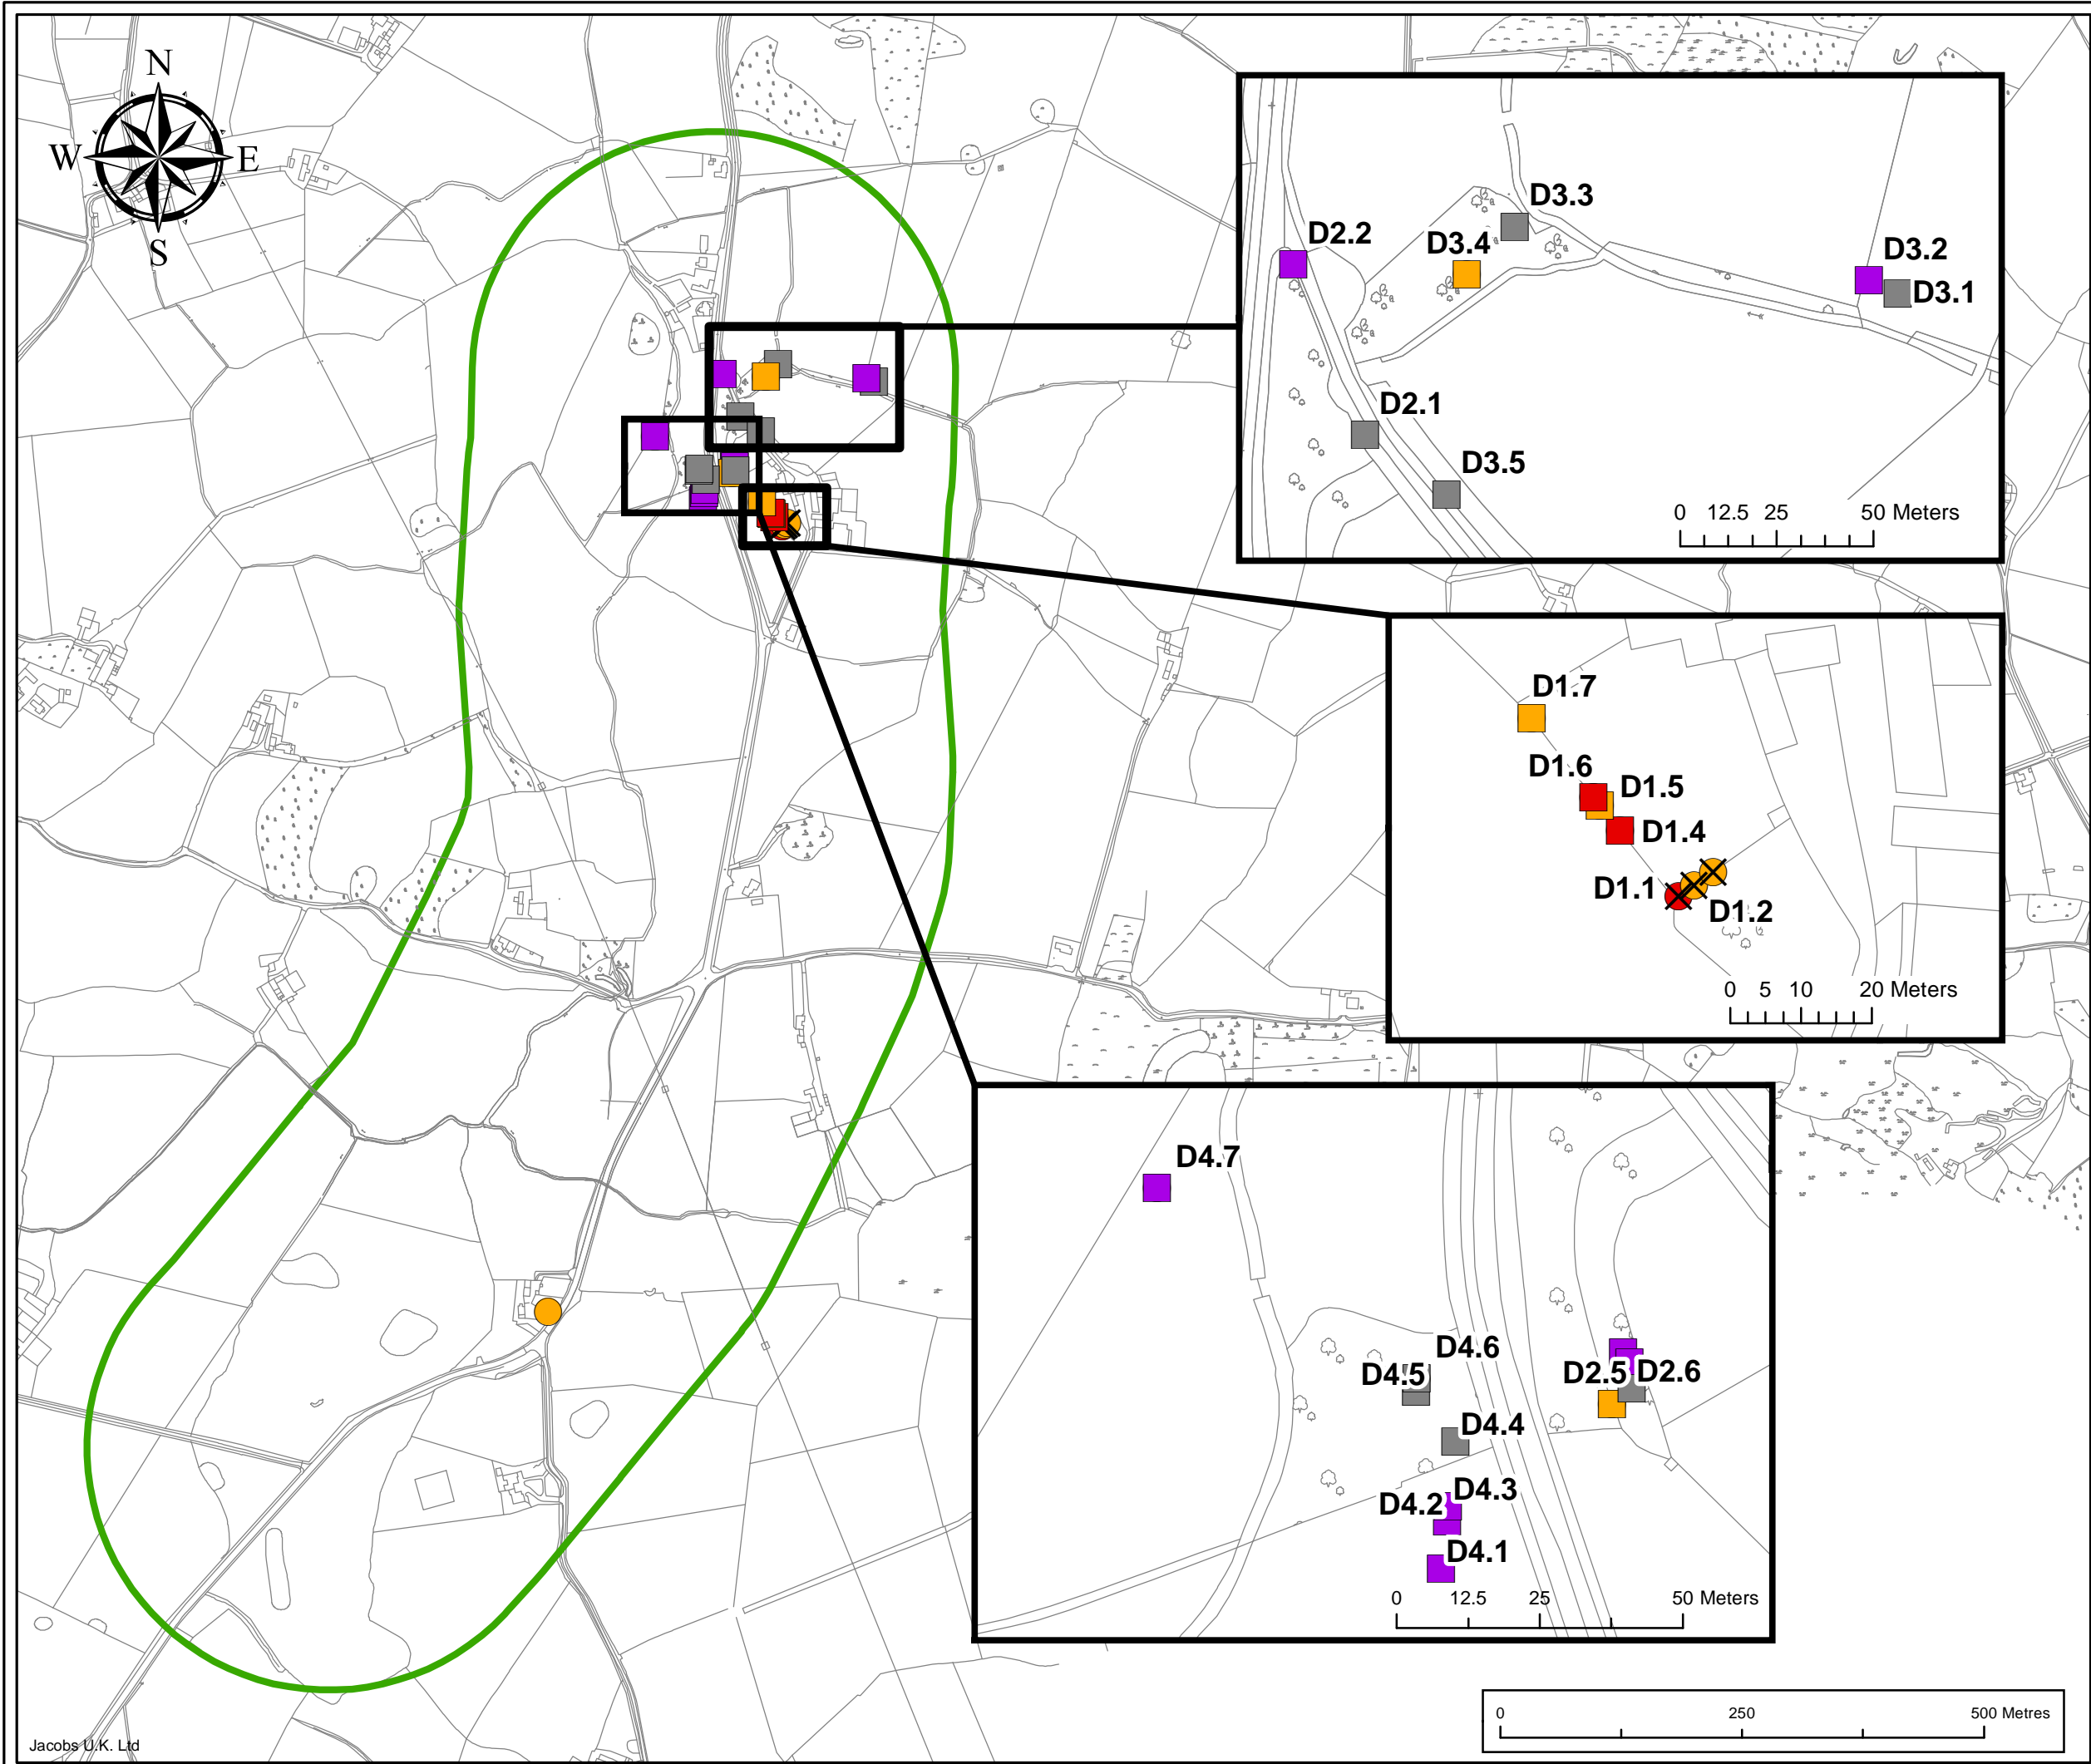 N
W E
S
D3.3
D2.2
D3.4
D3.2
D3.1
D2.1
D3.5
0 12.5 25 50 Meters
D1.7
D1.6
D1.5
D1.4
D1.1
D1.2
0 5 10 20 Meters
D4.7
D4.6
D4.5
D2.5 D2.6
D4.4
D4.3
D4.2
D4.1
0 12.5 25 50 Meters
0 250 500 Metres
Jacobs U.K. Ltd